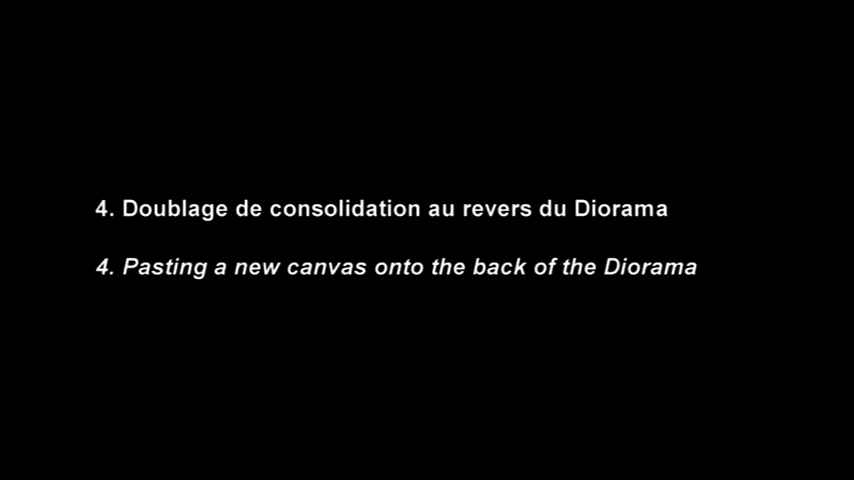 4. Doublage de consolidation au revers du Diorama
4. Pasting a new canvas onto the back of the Diorama